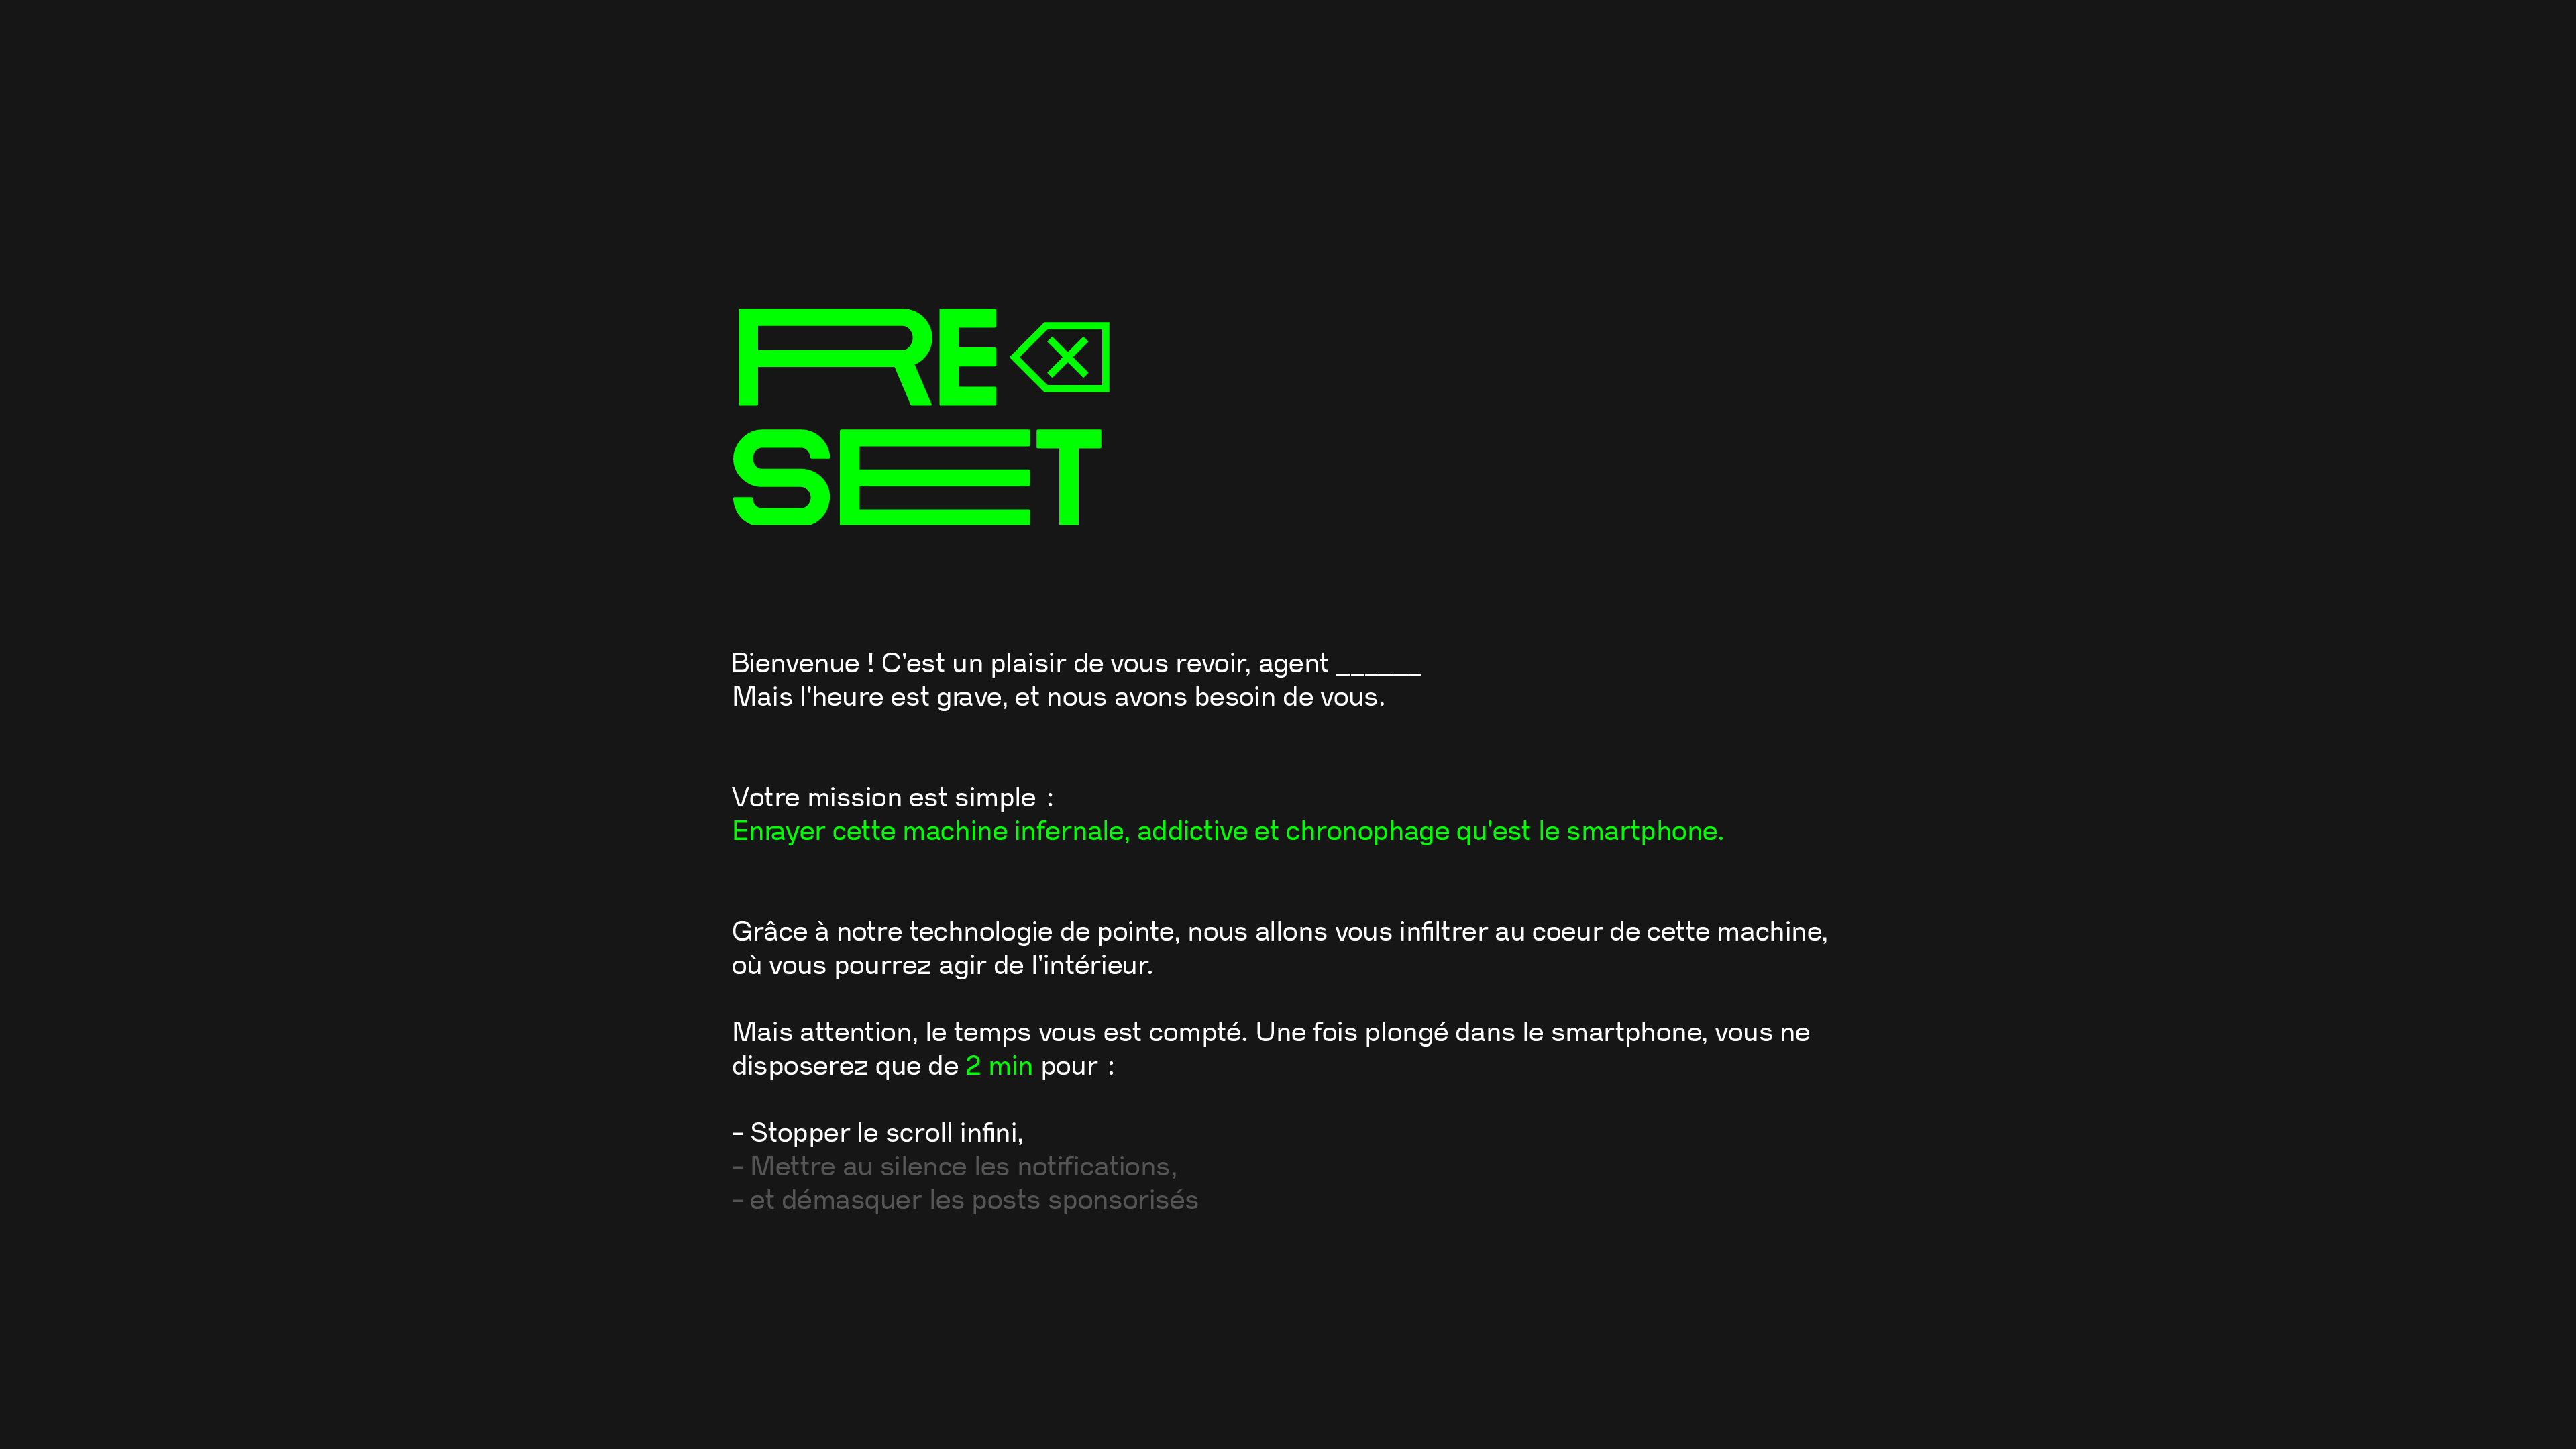 RE
SET
Bienvenue ! C'est un plaisir de vous revoir, agent ______
Mais l'heure est grave, et nous avons besoin de vous.
Votre mission est simple :
Enrayer cette machine infernale, addictive et chronophage qu'est le smartphone.
Grâce à notre technologie de pointe, nous allons vous infiltrer au coeur de cette machine,
où vous pourrez agir de l'intérieur.
Mais attention, le temps vous est compté. Une fois plongé dans le smartphone, vous ne
disposerez que de 2 min pour :
- Stopper le scroll infini,
- Mettre au silence les notifications,
- et démasquer les posts sponsorisés